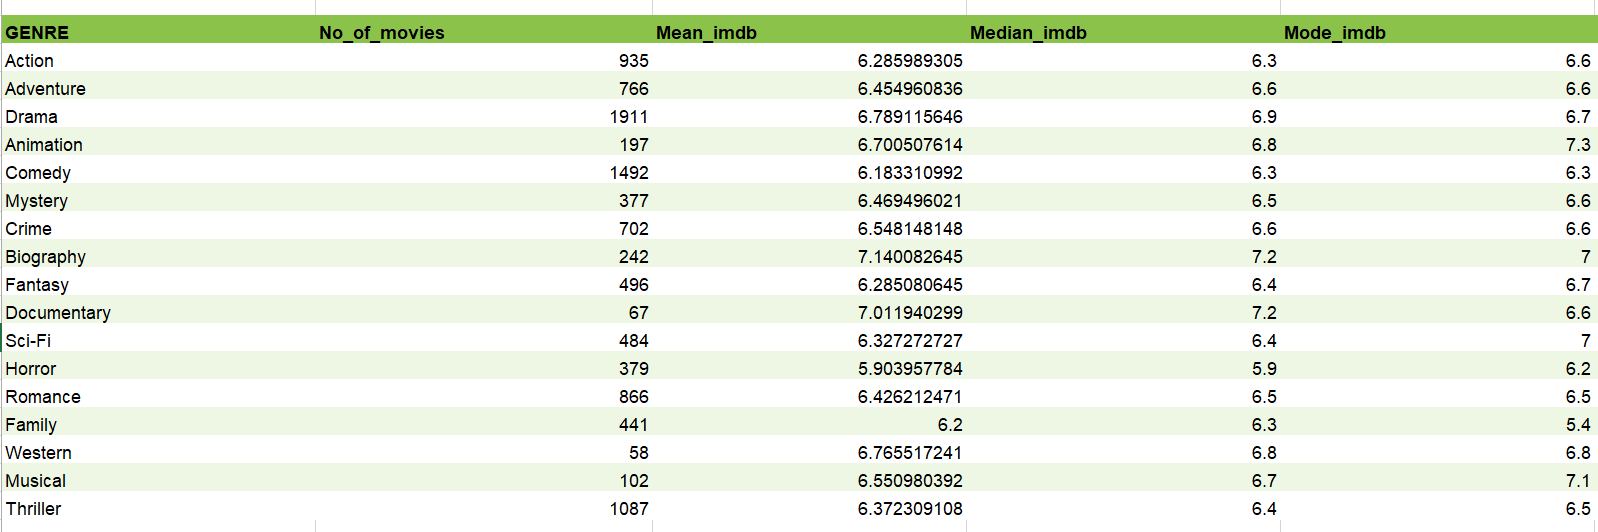 GENRE No_of_movies Mean_imdb Median_imdb Mode_imdb
Action 935 6.285989305 6.3 6.6
Adventure 766 6.454960836 6.6 6.6
Drama 1911 6.789115646 6.9 6.7
Animation 197 6.700507614 6.8 7.3
Comedy 1492 6.183310992 6.3 6.3
Mystery 377 6.469496021 6.5 6.6
Crime 702 6.548148148 6.6 6.6
Biography 242 7.140082645 7.2 7
Fantasy 496 6.285080645 6.4 6.7
Documentary 67 7.011940299 7.2 6.6
Sci-Fi 484 6.327272727 6.4 7
Horror 379 5.903957784 5.9 6.2
Romance 866 6.426212471 6.5 6.5
Family 441 6.2 6.3 5.4
Western 58 6.765517241 6.8 6.8
Musical 102 6.550980392 6.7 7.1
Thriller 1087 6.372309108 6.4 6.5